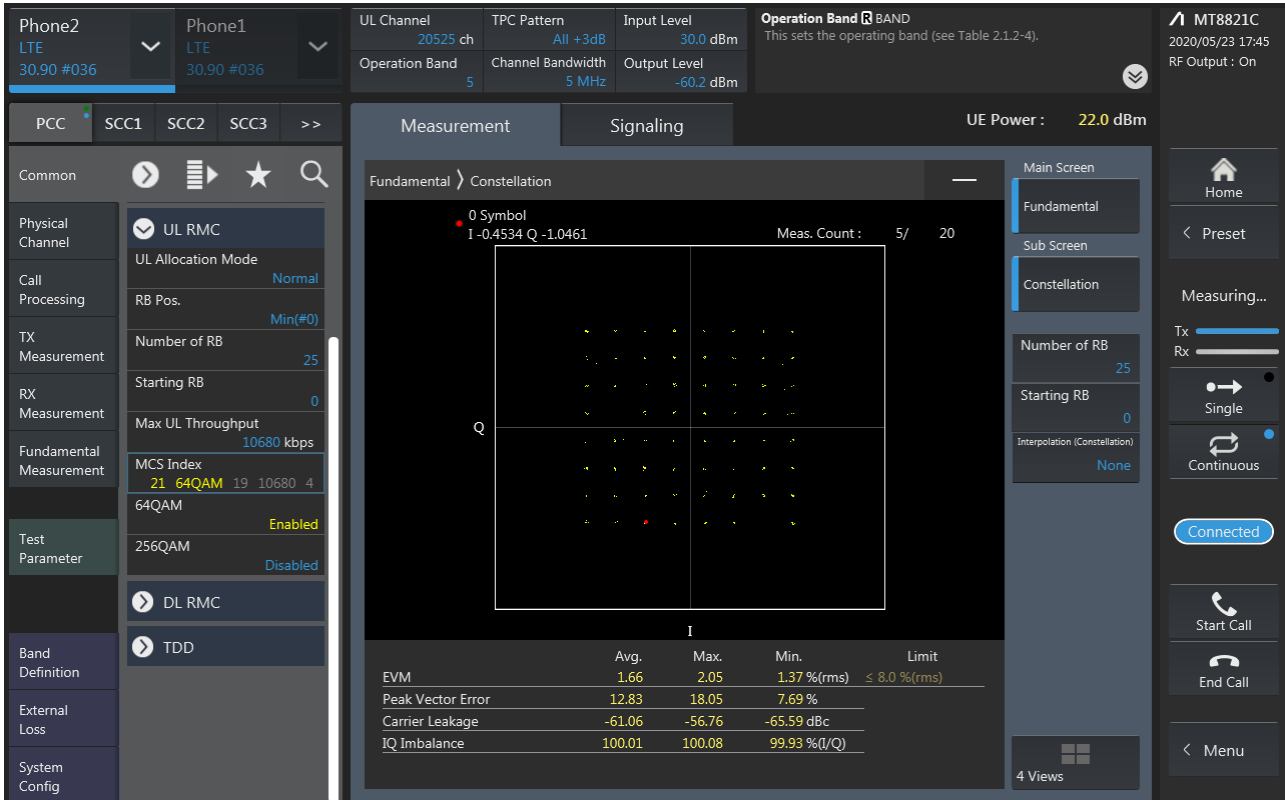 Phone2
LTE
30.90 #036
Phone1
LTE
30.90 #036
UL Channel
20525 ch
TPC Pattern
All +3dB
Input Level
30.0 dBm
Operation Band
5
Channel Bandwidth
5 MHz
Output Level
-60.2 dBm
Operation Band R BAND
This sets the operating band (see Table 2.1.2-4).
MT8821C
2020/05/23 17:45
RF Output : On
PCC
SCC1
SCC2
SCC3
>>
Measurement
Signaling
UE Power : 22.0 dBm
Common
Physical
Channel
Call
Processing
TX
Measurement
RX
Measurement
Fundamental
Measurement
Test
Parameter
Band
Definition
External
Loss
System
Config
UL RMC
UL Allocation Mode
Normal
RB Pos.
Min(#0)
Number of RB
25
Starting RB
0
Max UL Throughput
10680 kbps
MCS Index
21 64QAM 19 10680 4
64QAM
Enabled
256QAM
Disabled
DL RMC
TDD
Fundamental 〉 Constellation
0 Symbol
I -0.4534 Q -1.0461
Meas. Count : 5/ 20
Q
I
Avg. Max. Min. Limit
EVM 1.66 2.05 1.37 %(rms) ≤ 8.0 %(rms)
Peak Vector Error 12.83 18.05 7.69 %
Carrier Leakage -61.06 -56.76 -65.59 dBc
IQ Imbalance 100.01 100.08 99.93 %(I/Q)
Main Screen
Fundamental
Sub Screen
Constellation
Number of RB
25
Starting RB
0
Interpolation (Constellation)
None
4 Views
Home
< Preset
Measuring...
Tx
Rx
Single
Continuous
Connected
Start Call
End Call
< Menu